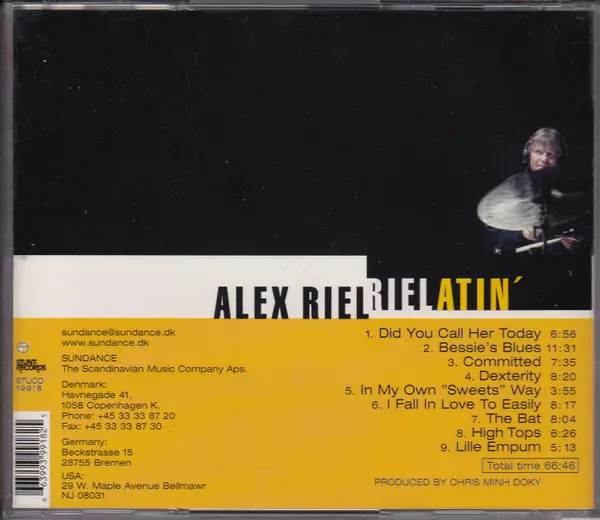 ALEX RIEL RIELATIN´
sundance@sundance.dk
www.sundance.dk
SUNDANCE
The Scandinavian Music Company Aps.
Denmark:
Havnegade 41,
1058 Copenhagen K.
Phone: +45 33 33 87 20
Fax: +45 33 33 87 30
Germany:
Beckstrasse 15
28755 Bremen
USA:
29 W. Maple Avenue Bellmawr
NJ 08031
STUNT
RECORDS
STUCD
19918
6 63993 99182 5
1. Did You Call Her Today 6:56
2. Bessie's Blues 11:31
3. Committed 7:35
4. Dexterity 8:20
5. In My Own "Sweets" Way 3:55
6. I Fall In Love To Easily 8:17
7. The Bat 8:04
8. High Tops 6:26
9. Lille Empum 5:13
Total time 66:46
PRODUCED BY CHRIS MINH DOKY